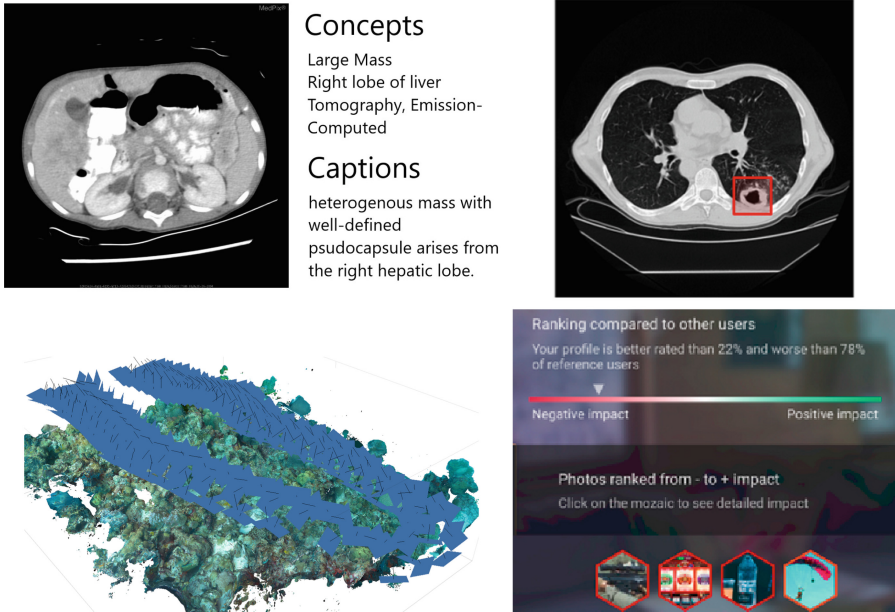 MedPix®
Concepts
Large Mass
Right lobe of liver
Tomography, Emission-
Computed
Captions
heterogenous mass with
well-defined
psudocapsule arises from
the right hepatic lobe.
Ranking compared to other users
Your profile is better rated than 22% and worse than 78%
of reference users
Negative impact
Positive impact
Photos ranked from - to + impact
Click on the mozaic to see detailed impact